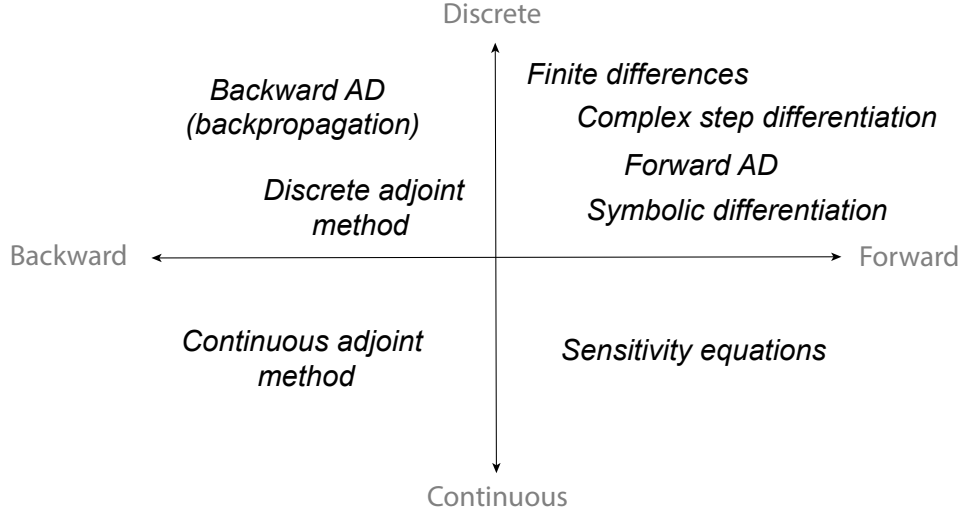 Discrete
Backward AD
(backpropagation)
Discrete adjoint
method
Finite differences
Complex step differentiation
Forward AD
Symbolic differentiation
Backward
Forward
Continuous adjoint
method
Sensitivity equations
Continuous